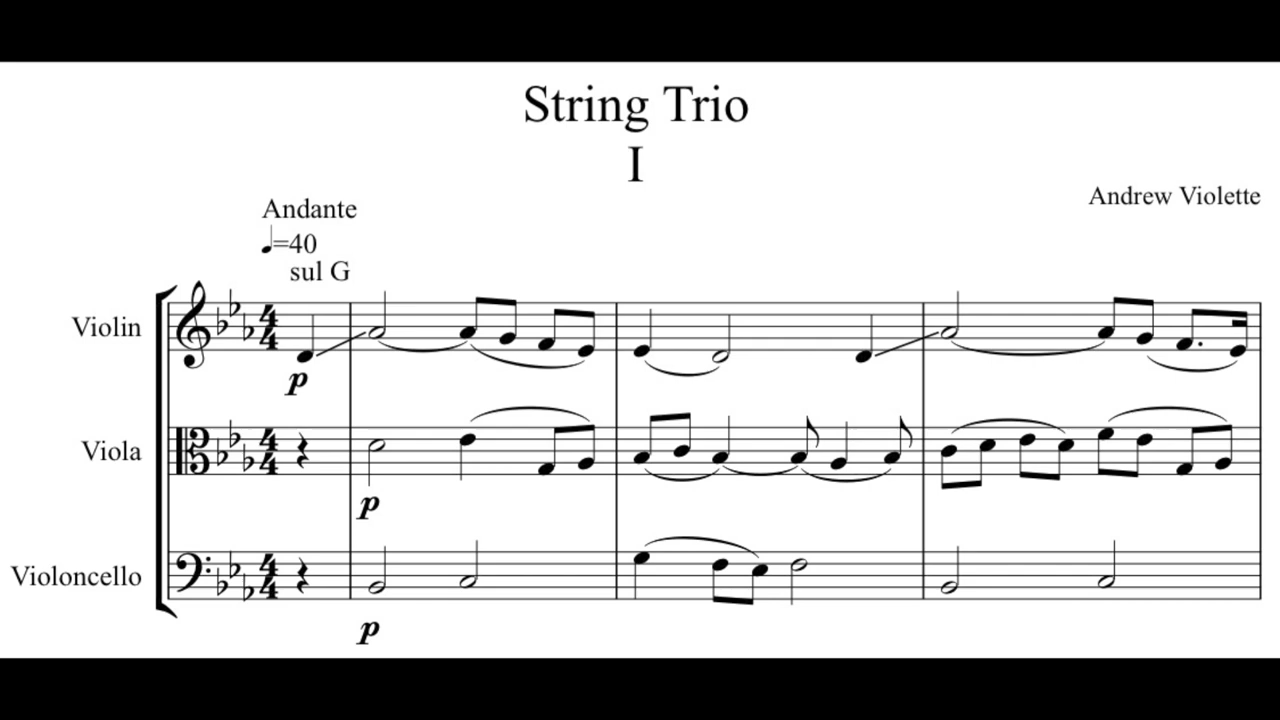 String Trio
I
Andrew Violette
Andante
♩=40
sul G
Violin
p
Viola
p
Violoncello
p